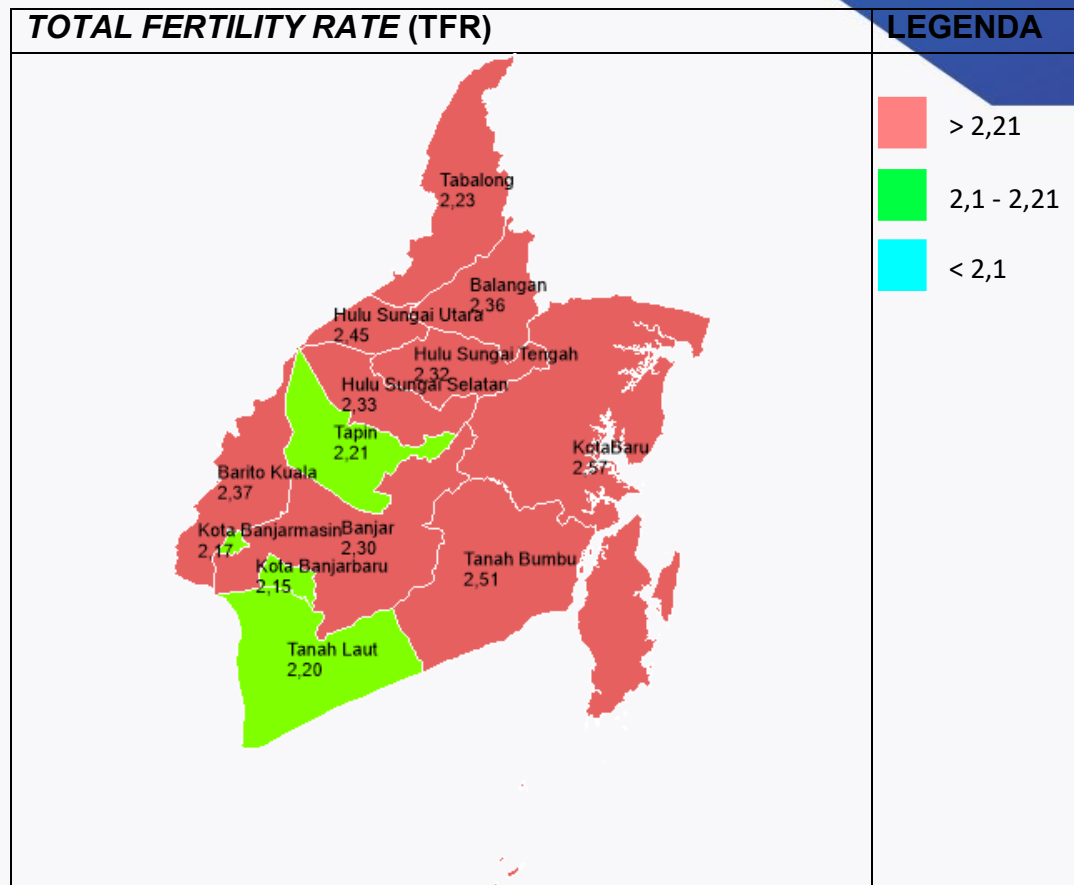 TOTAL FERTILITY RATE (TFR)
LEGENDA
> 2,21
2,1 - 2,21
< 2,1
Tabalong
2,23
Balangan
2,36
Hulu Sungai Utara
2,45
Hulu Sungai Tengah
2,32
Hulu Sungai Selatan
2,33
Tapin
2,21
KotaBaru
2,57
Barito Kuala
2,37
Kota Banjarmasin
2,17
Banjar
2,30
Kota Banjarbaru
2,15
Tanah Bumbu
2,51
Tanah Laut
2,20